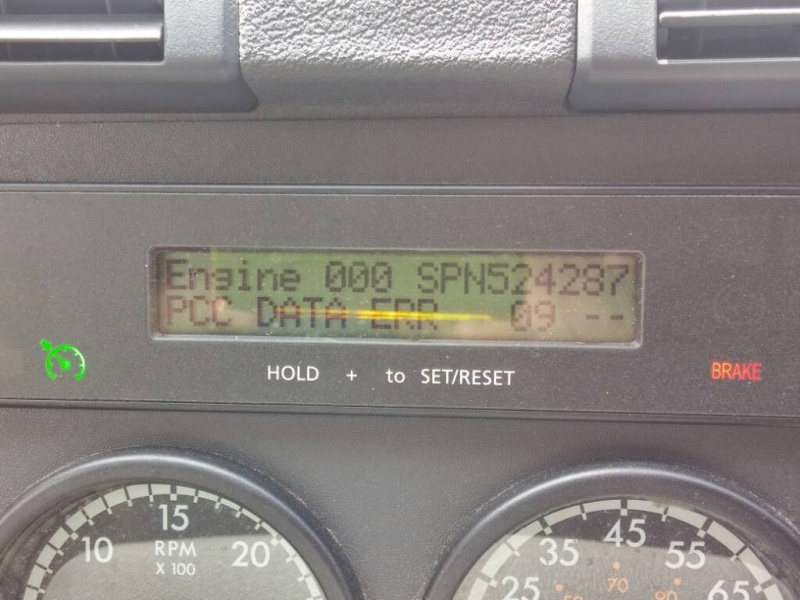 Engine 000 SPN524287
PCC DATA ERR 09 --
HOLD + to SET/RESET
BRAKE
10 15 20
RPM
X 100
25 35 45 55 65
70